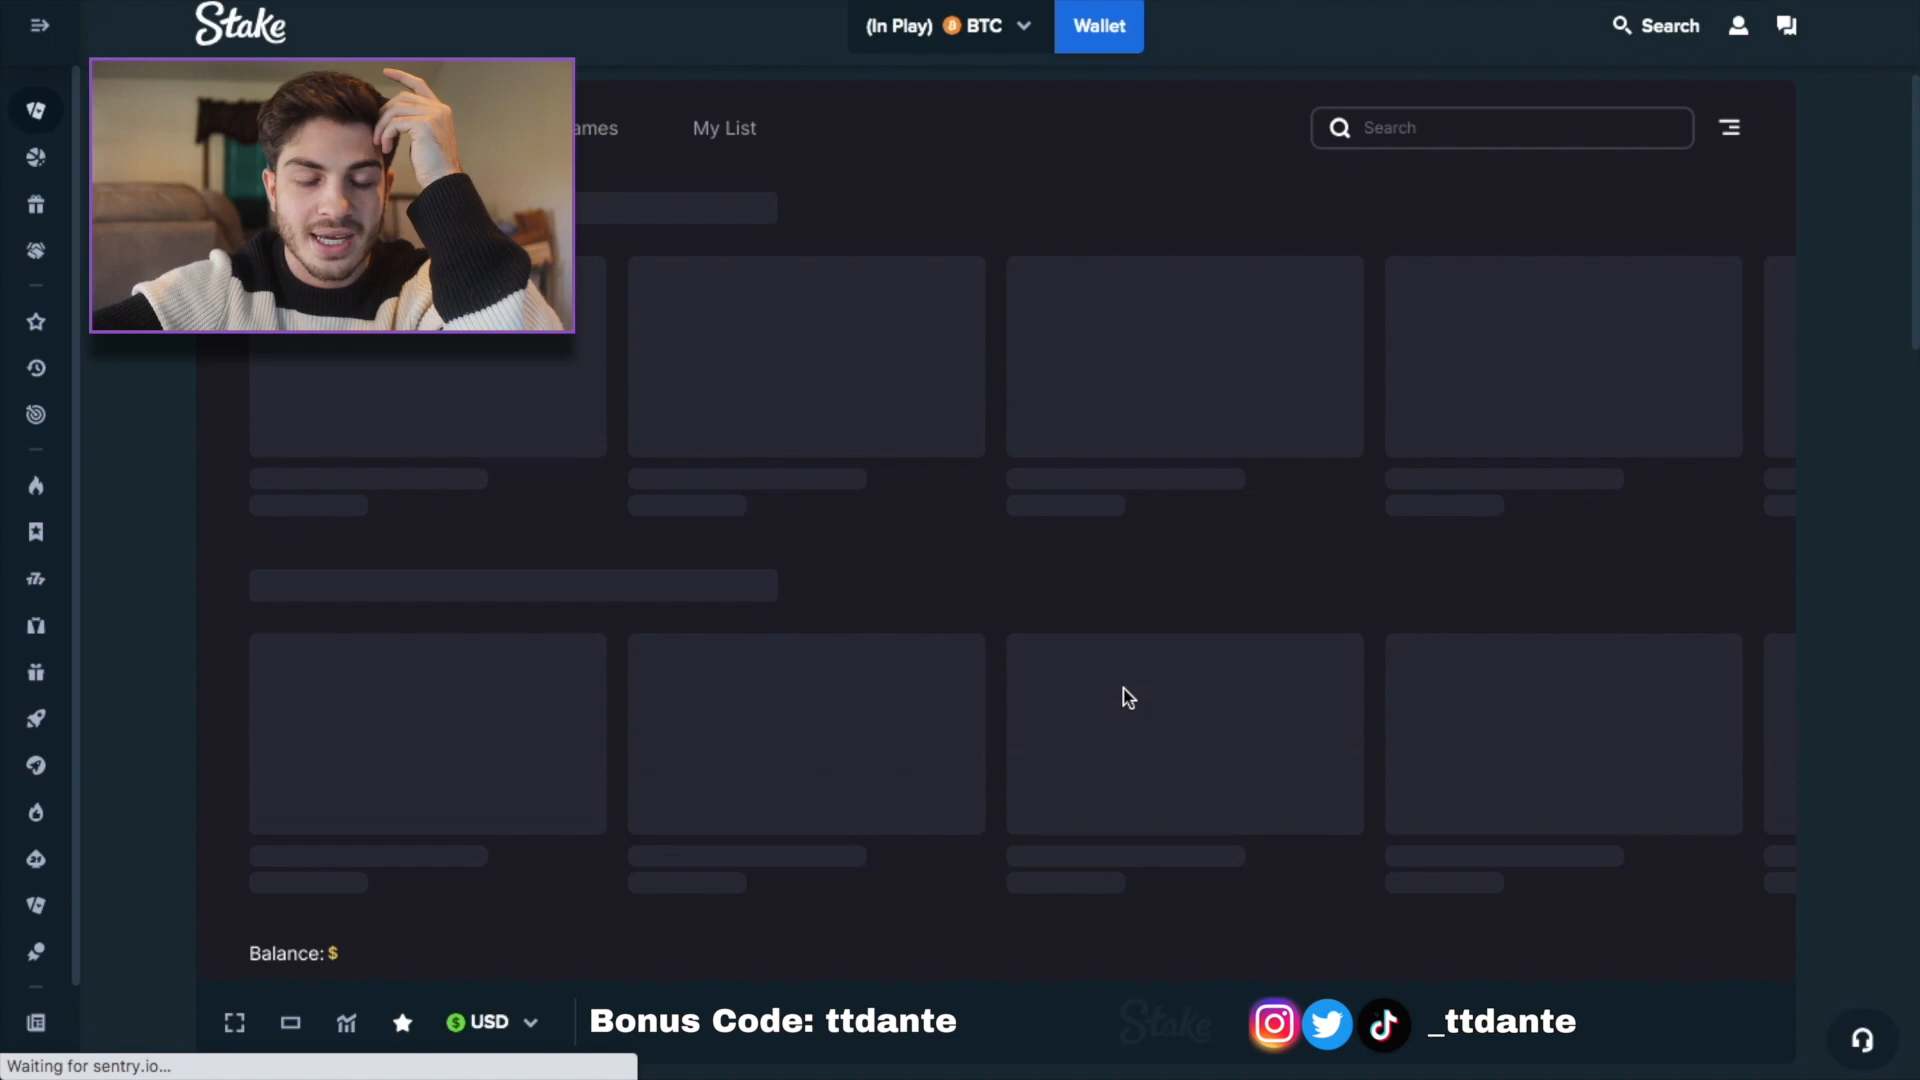 Stake
(In Play) BTC
Wallet
Search
ames
My List
Search
Balance: $
USD
Bonus Code: ttdante
Stake
_ttdante
Waiting for sentry.io...